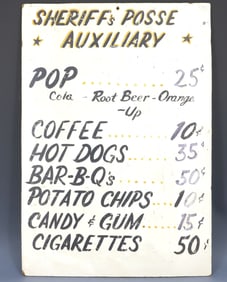 SHERIFF's POSSE
AUXILIARY
POP ........ 25¢
Cola - Root Beer - Orange
-Up
COFFEE ........ 10¢
HOT DOGS ....... 35¢
BAR-B-Q's ...... 50¢
POTATO CHIPS ... 10¢
CANDY & GUM .... 15¢
CIGARETTES 50¢